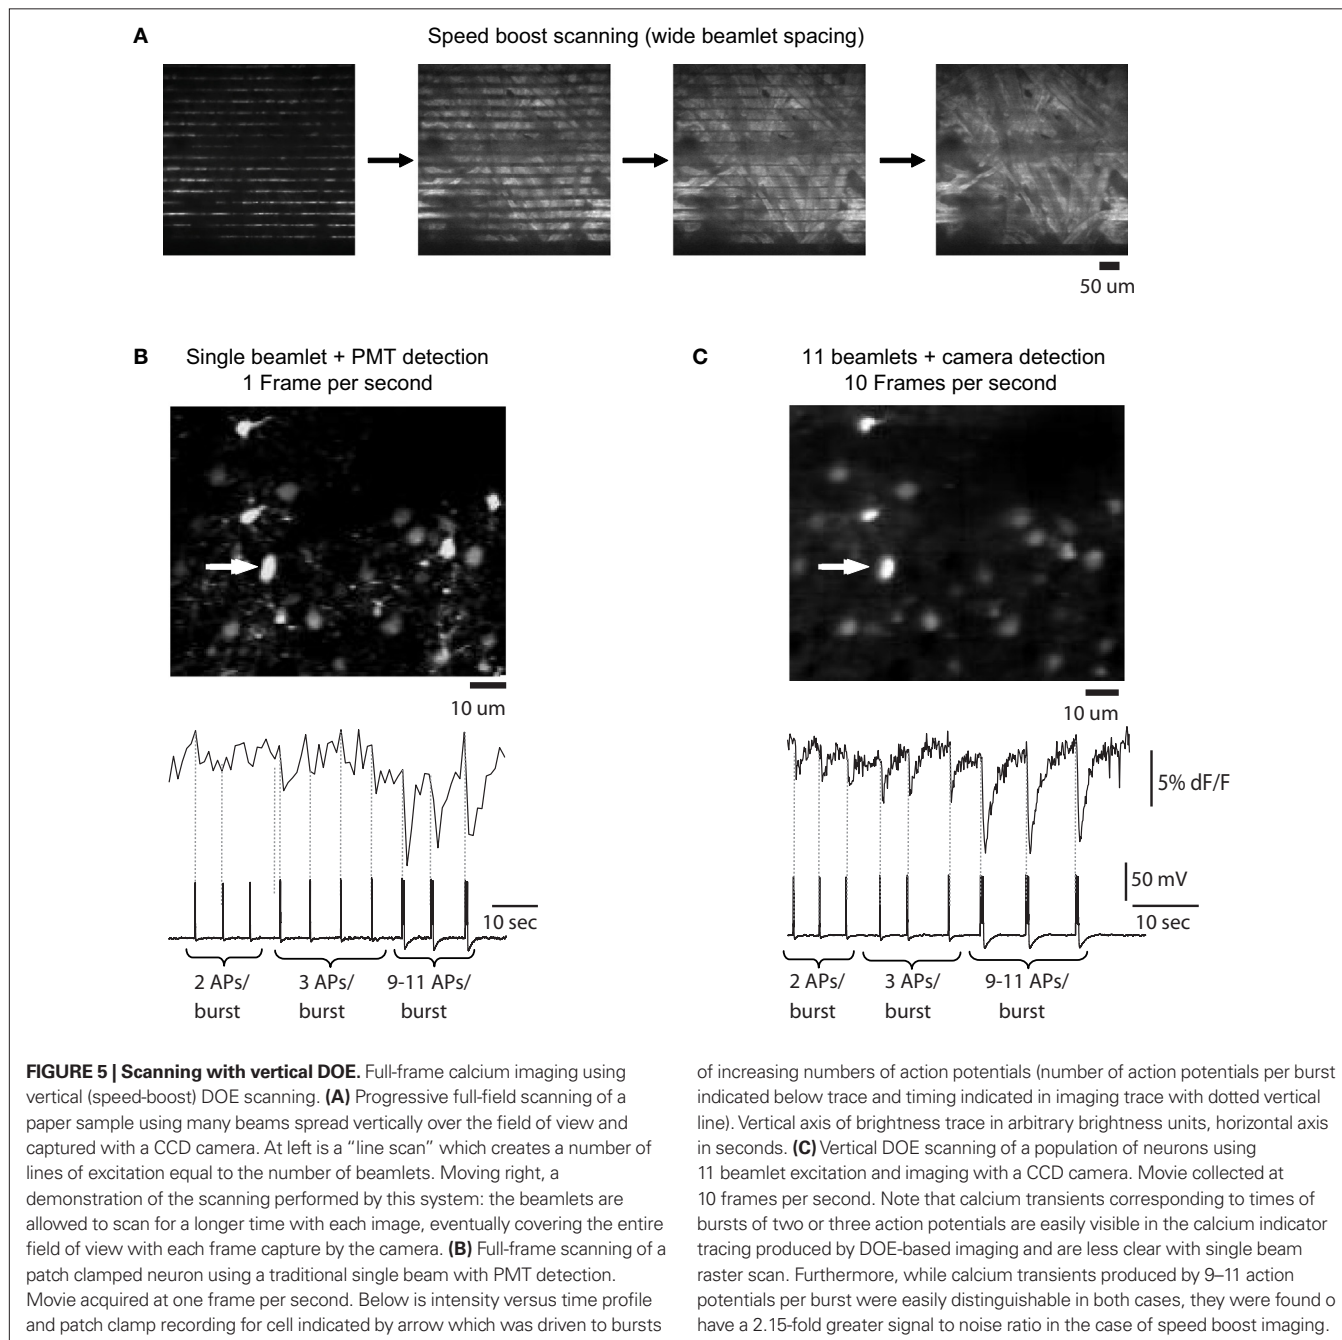 A
Speed boost scanning (wide beamlet spacing)
50 um
B
Single beamlet + PMT detection
1 Frame per second
10 um
10 sec
2 APs/
burst
3 APs/
burst
9-11 APs/
burst
C
11 beamlets + camera detection
10 Frames per second
10 um
5% dF/F
50 mV
10 sec
2 APs/
burst
3 APs/
burst
9-11 APs/
burst
FIGURE 5 | Scanning with vertical DOE. Full-frame calcium imaging using
vertical (speed-boost) DOE scanning. (A) Progressive full-field scanning of a
paper sample using many beams spread vertically over the field of view and
captured with a CCD camera. At left is a “line scan” which creates a number of
lines of excitation equal to the number of beamlets. Moving right, a
demonstration of the scanning performed by this system: the beamlets are
allowed to scan for a longer time with each image, eventually covering the entire
field of view with each frame capture by the camera. (B) Full-frame scanning of a
patch clamped neuron using a traditional single beam with PMT detection.
Movie acquired at one frame per second. Below is intensity versus time profile
and patch clamp recording for cell indicated by arrow which was driven to bursts
of increasing numbers of action potentials (number of action potentials per burst
indicated below trace and timing indicated in imaging trace with dotted vertical
line). Vertical axis of brightness trace in arbitrary brightness units, horizontal axis
in seconds. (C) Vertical DOE scanning of a population of neurons using
11 beamlet excitation and imaging with a CCD camera. Movie collected at
10 frames per second. Note that calcium transients corresponding to times of
bursts of two or three action potentials are easily visible in the calcium indicator
tracing produced by DOE-based imaging and are less clear with single beam
raster scan. Furthermore, while calcium transients produced by 9–11 action
potentials per burst were easily distinguishable in both cases, they were found o
have a 2.15-fold greater signal to noise ratio in the case of speed boost imaging.